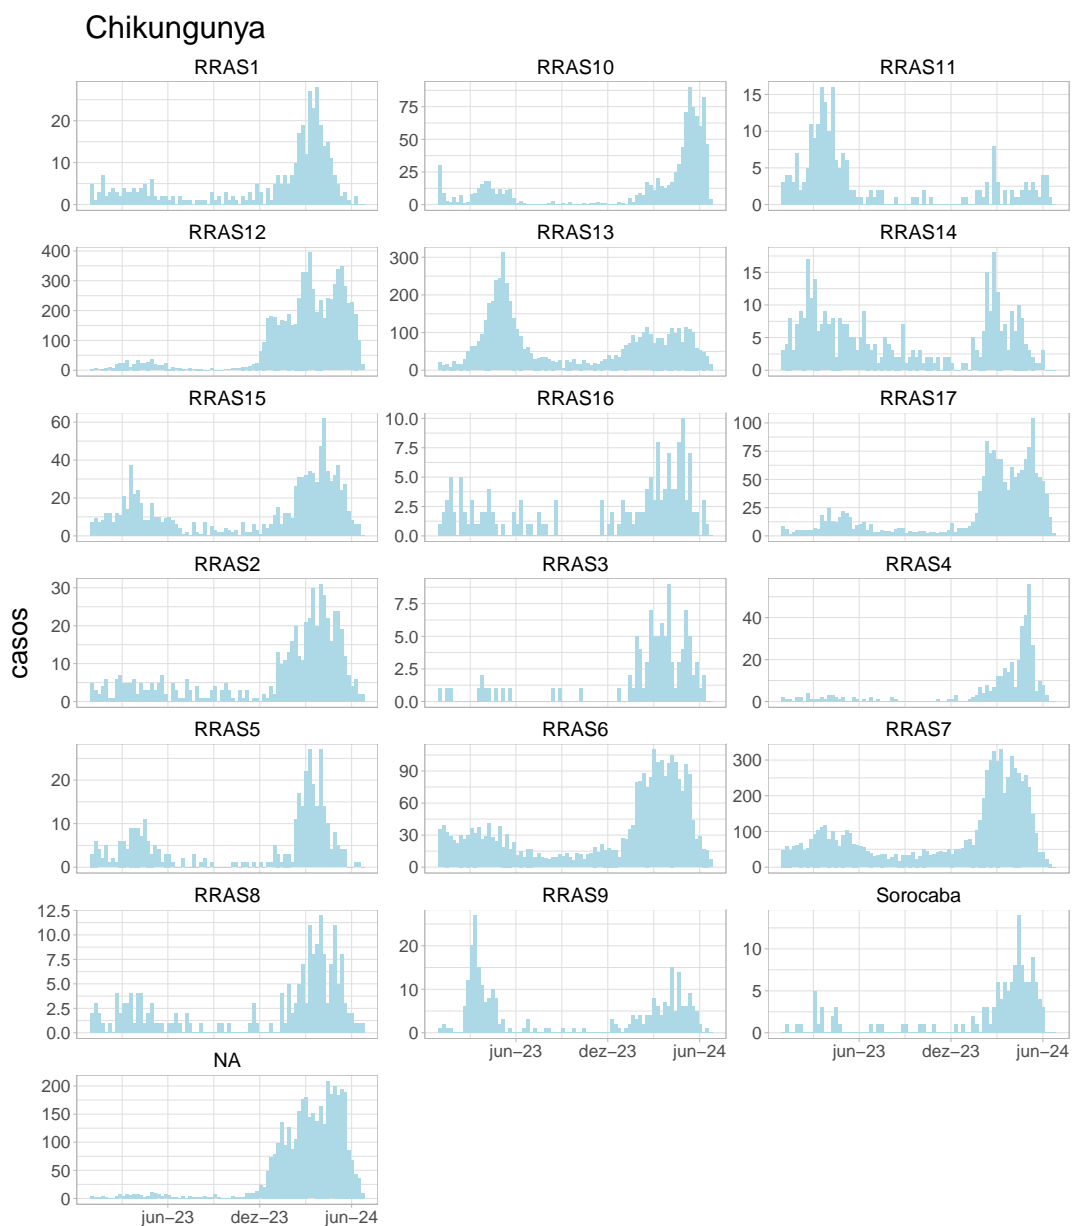 Chikungunya
RRAS1 RRAS10 RRAS11
20 75 15
10 50 10
0 25 5
0 0
RRAS12 RRAS13 RRAS14
400 300 15
300 200 10
200 100 5
100 0 0
0
RRAS15 RRAS16 RRAS17
60 10.0 100
40 7.5 75
20 5.0 50
0 2.5 25
0.0 0
RRAS2 RRAS3 RRAS4
30 7.5 40
20 5.0 20
10 2.5 0
0 0.0
casos
RRAS5 RRAS6 RRAS7
20 90 300
10 60 200
0 30 100
0 0
RRAS8 RRAS9 Sorocaba
12.5 20 10
10.0 10 5
7.5 0 0
5.0
2.5
0.0
jun−23 dez−23 jun−24 jun−23 dez−23 jun−24
NA
200
150
100
50
0
jun−23 dez−23 jun−24